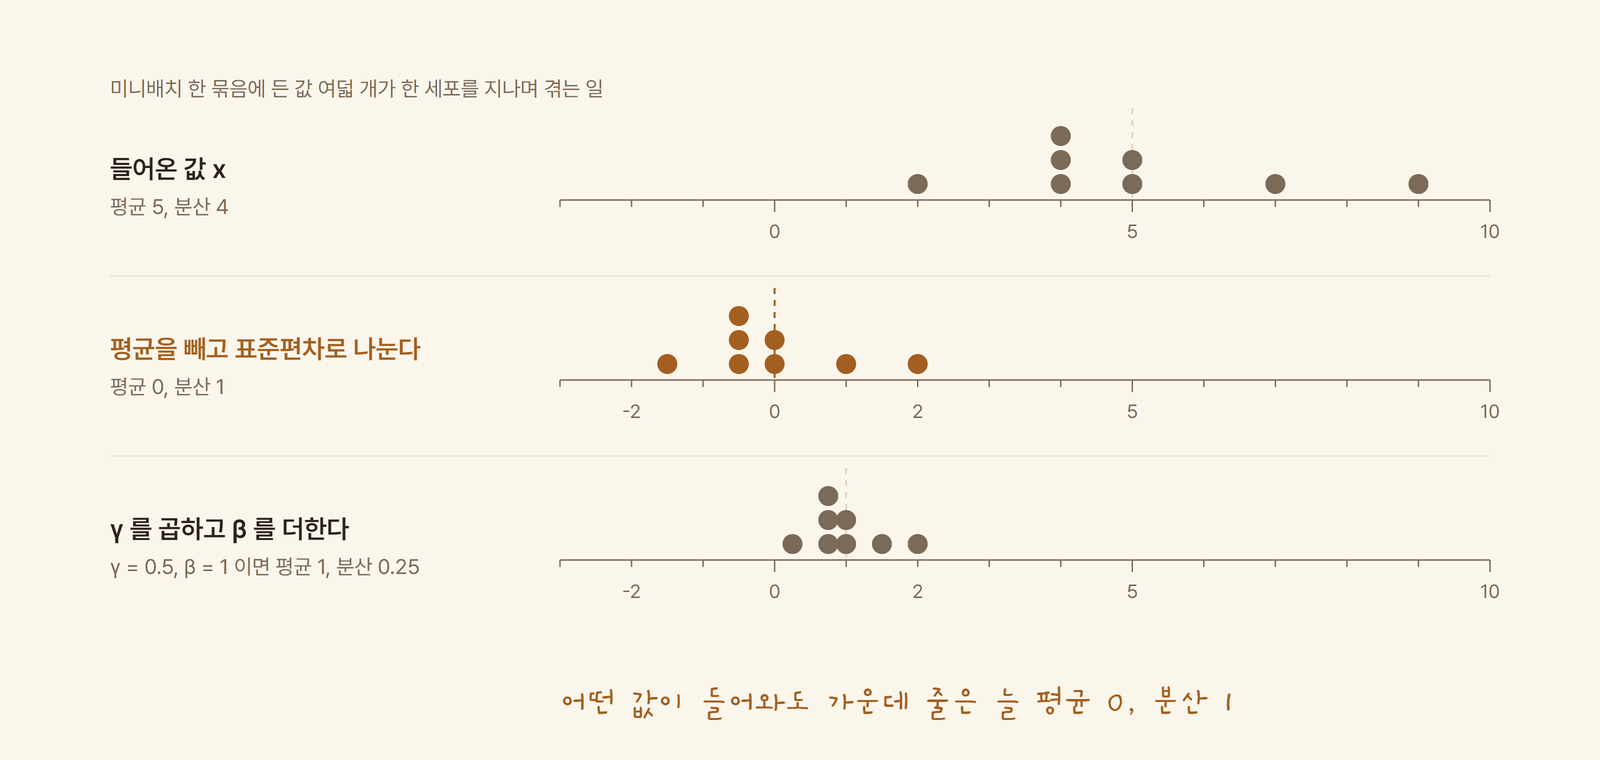 미니배치 한 묶음에 든 값 여덟 개가 한 세포를 지나며 겪는 일
들어온 값 x
평균 5, 분산 4
0 5 10
평균을 빼고 표준편차로 나눈다
평균 0, 분산 1
-2 0 2 5 10
γ 를 곱하고 β 를 더한다
γ = 0.5, β = 1 이면 평균 1, 분산 0.25
-2 0 2 5 10
어떤 값이 들어와도 가운데 줄은 늘 평균 0, 분산 1